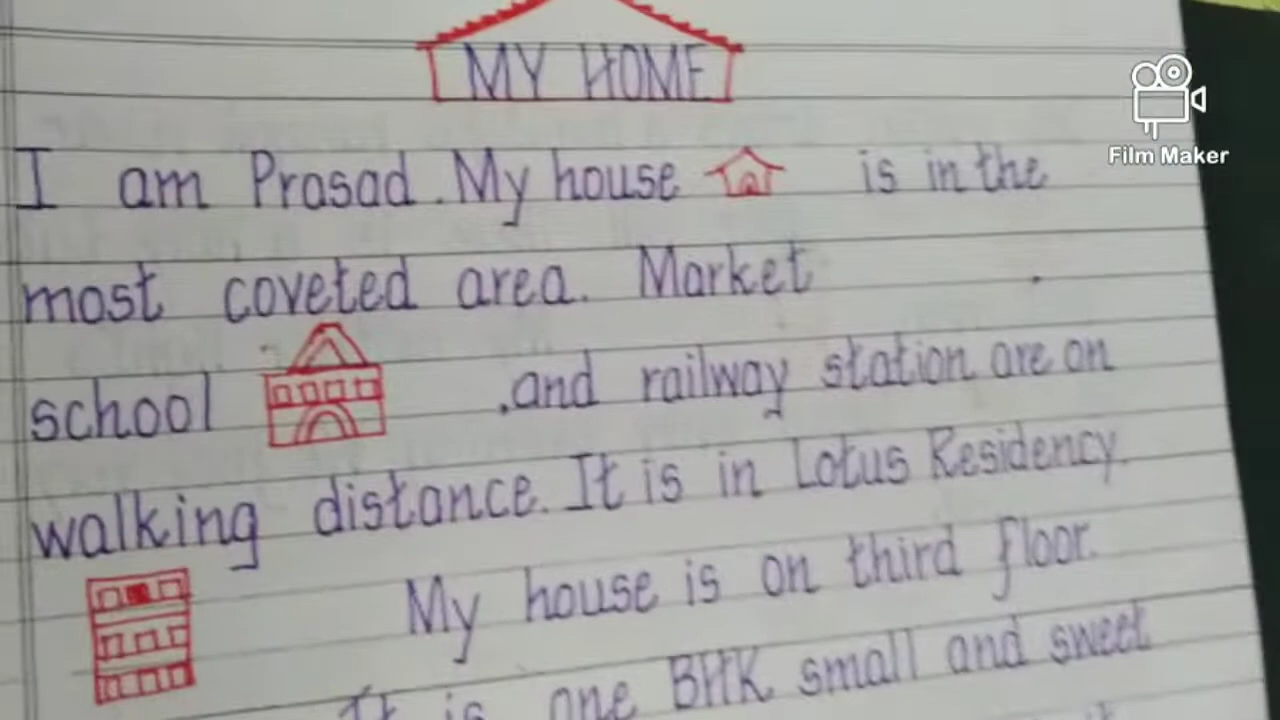 MY HOME
Film Maker
I am Prasad. My house is in the
most coveted area. Market
school , and railway station are on
walking distance. It is in Lotus Residency.
My house is on third floor.
It is one BHK small and sweet